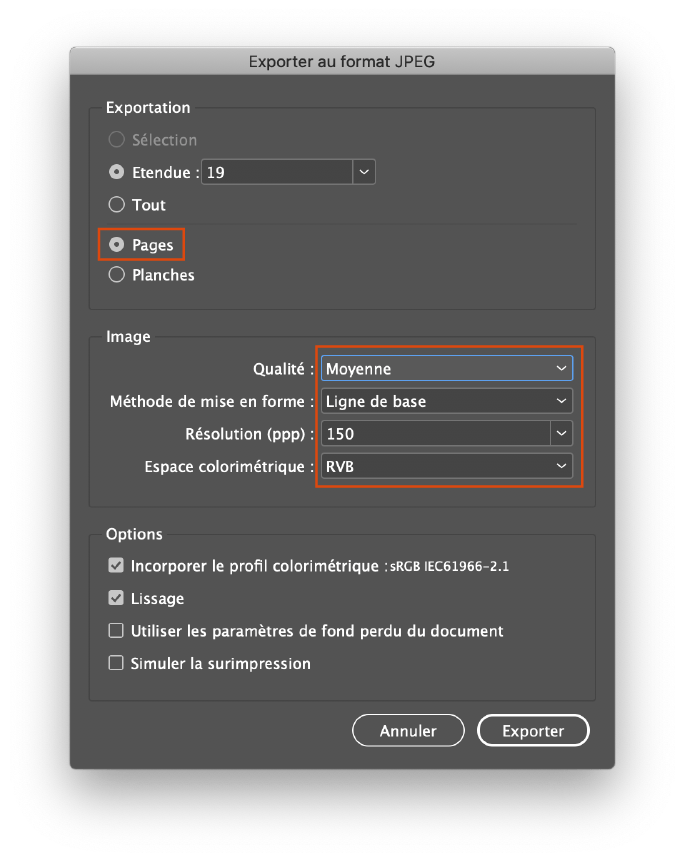 Exporter au format JPEG
Exportation
Sélection
Etendue : 19
Tout
Pages
Planches
Image
Qualité : Moyenne
Méthode de mise en forme : Ligne de base
Résolution (ppp) : 150
Espace colorimétrique : RVB
Options
Incorporer le profil colorimétrique : sRGB IEC61966-2.1
Lissage
Utiliser les paramètres de fond perdu du document
Simuler la surimpression
Annuler Exporter